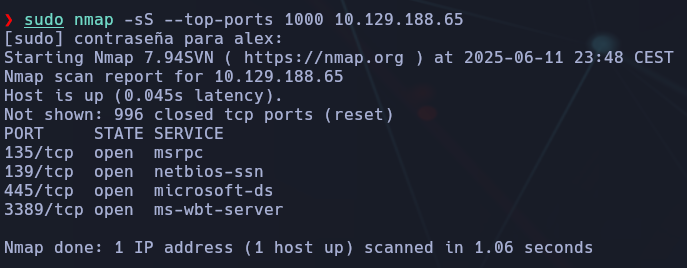 ❯ sudo nmap -sS --top-ports 1000 10.129.188.65
[sudo] contraseña para alex:
Starting Nmap 7.94SVN ( https://nmap.org ) at 2025-06-11 23:48 CEST
Nmap scan report for 10.129.188.65
Host is up (0.045s latency).
Not shown: 996 closed tcp ports (reset)
PORT     STATE SERVICE
135/tcp  open  msrpc
139/tcp  open  netbios-ssn
445/tcp  open  microsoft-ds
3389/tcp open  ms-wbt-server
Nmap done: 1 IP address (1 host up) scanned in 1.06 seconds